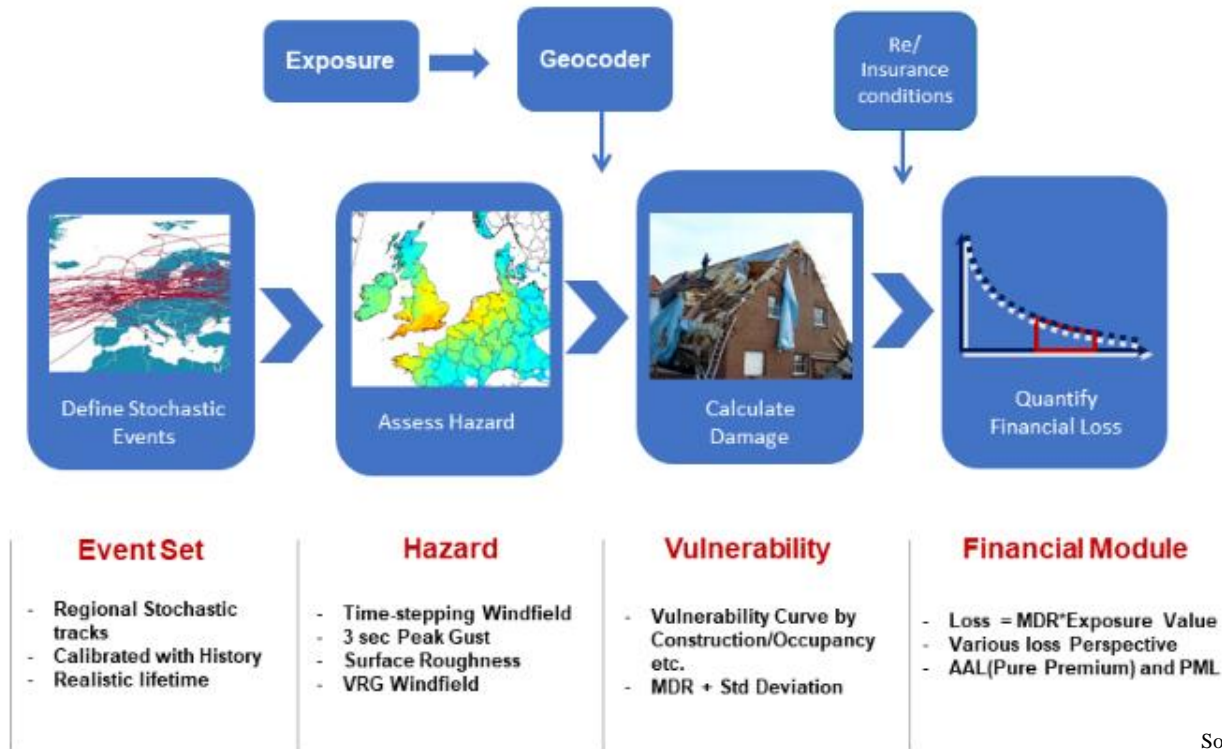 Exposure
Geocoder
Re/
Insurance
conditions
Define Stochastic
Events
Assess Hazard
Calculate
Damage
Quantify
Financial Loss
Event Set
- Regional Stochastic
tracks
- Calibrated with History
- Realistic lifetime
Hazard
- Time-stepping Windfield
- 3 sec Peak Gust
- Surface Roughness
- VRG Windfield
Vulnerability
- Vulnerability Curve by
Construction/Occupancy
etc.
- MDR + Std Deviation
Financial Module
- Loss = MDR*Exposure Value
- Various loss Perspective
- AAL(Pure Premium) and PML
So